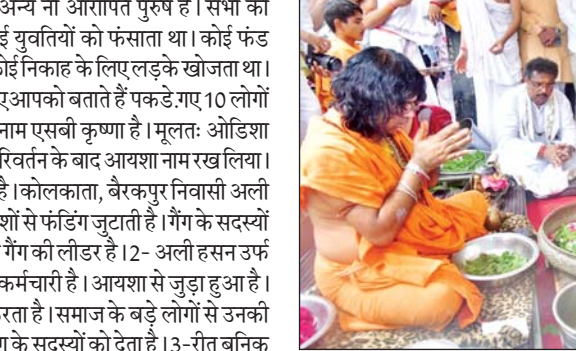 अन्य नौ आरोपित पुरुष हैं। सभी का
ई युवतियों को फंसाता था। कोई फंड
ोई निकाह के लिए लड़के खोजता था।
एआपको बताते हैं पकडे.गए 10 लोगों
नाम एसबी कृष्णा है। मूलतः ओडिशा
रिवर्तन के बाद आयशा नाम रख लिया।
है। कोलकाता, बैरकपुर निवासी अली
शों से फंडिंग जुटाती है। गैंग के सदस्यों
गैंग की लीडर है।2- अली हसन उर्फ
कर्मचारी है। आयशा से जुड़ा हुआ है।
रता है। समाज के बड़े लोगों से उनकी
ग के सदस्यों को देता है।3-रीत बनिक